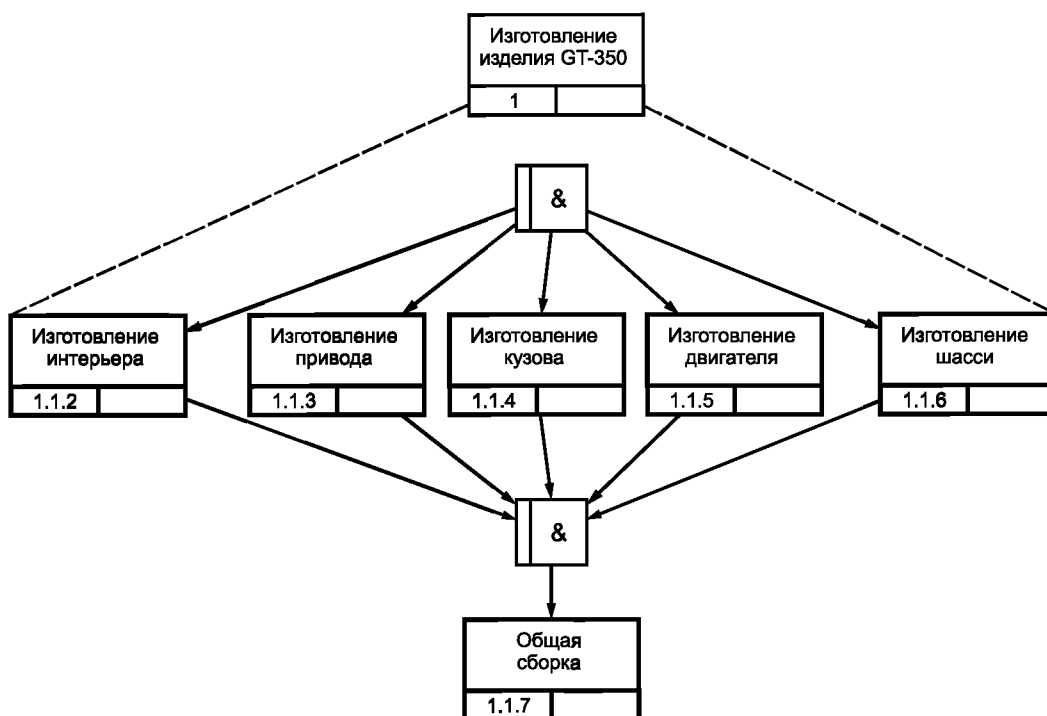 Изготовление
изделия GT-350
1
&
Изготовление
интерьера
1.1.2
Изготовление
привода
1.1.3
Изготовление
кузова
1.1.4
Изготовление
двигателя
1.1.5
Изготовление
шасси
1.1.6
&
Общая
сборка
1.1.7